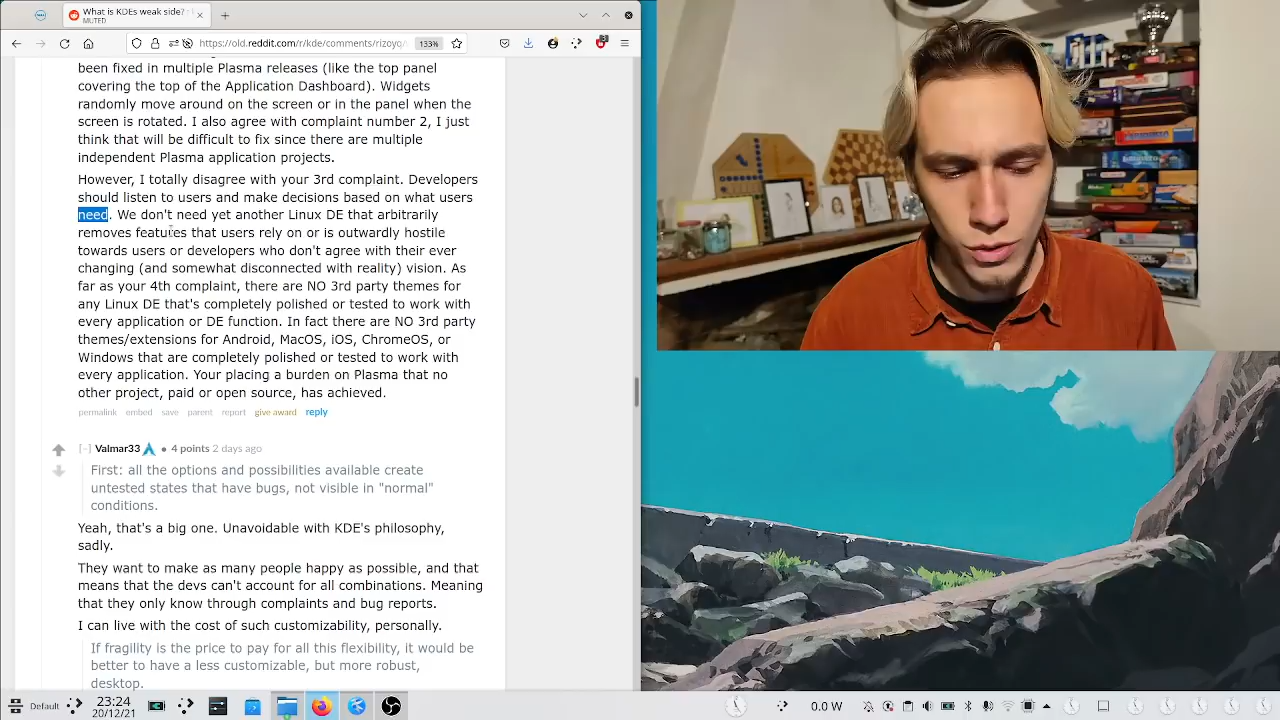 What is KDEs weak side? :
MUTED
https://old.reddit.com/r/kde/comments/rizoyq/
133%
been fixed in multiple Plasma releases (like the top panel
covering the top of the Application Dashboard). Widgets
randomly move around on the screen or in the panel when the
screen is rotated. I also agree with complaint number 2, I just
think that will be difficult to fix since there are multiple
independent Plasma application projects.
However, I totally disagree with your 3rd complaint. Developers
should listen to users and make decisions based on what users
need. We don't need yet another Linux DE that arbitrarily
removes features that users rely on or is outwardly hostile
towards users or developers who don't agree with their ever
changing (and somewhat disconnected with reality) vision. As
far as your 4th complaint, there are NO 3rd party themes for
any Linux DE that's completely polished or tested to work with
every application or DE function. In fact there are NO 3rd party
themes/extensions for Android, MacOS, iOS, ChromeOS, or
Windows that are completely polished or tested to work with
every application. Your placing a burden on Plasma that no
other project, paid or open source, has achieved.
permalink embed save parent report give award reply
[-] Valmar33 • 4 points 2 days ago
First: all the options and possibilities available create
untested states that have bugs, not visible in "normal"
conditions.
Yeah, that's a big one. Unavoidable with KDE's philosophy,
sadly.
They want to make as many people happy as possible, and that
means that the devs can't account for all combinations. Meaning
that they only know through complaints and bug reports.
I can live with the cost of such customizability, personally.
If fragility is the price to pay for all this flexibility, it would be
better to have a less customizable, but more robust,
desktop.
Default
23:24
20/12/21
0.0 W